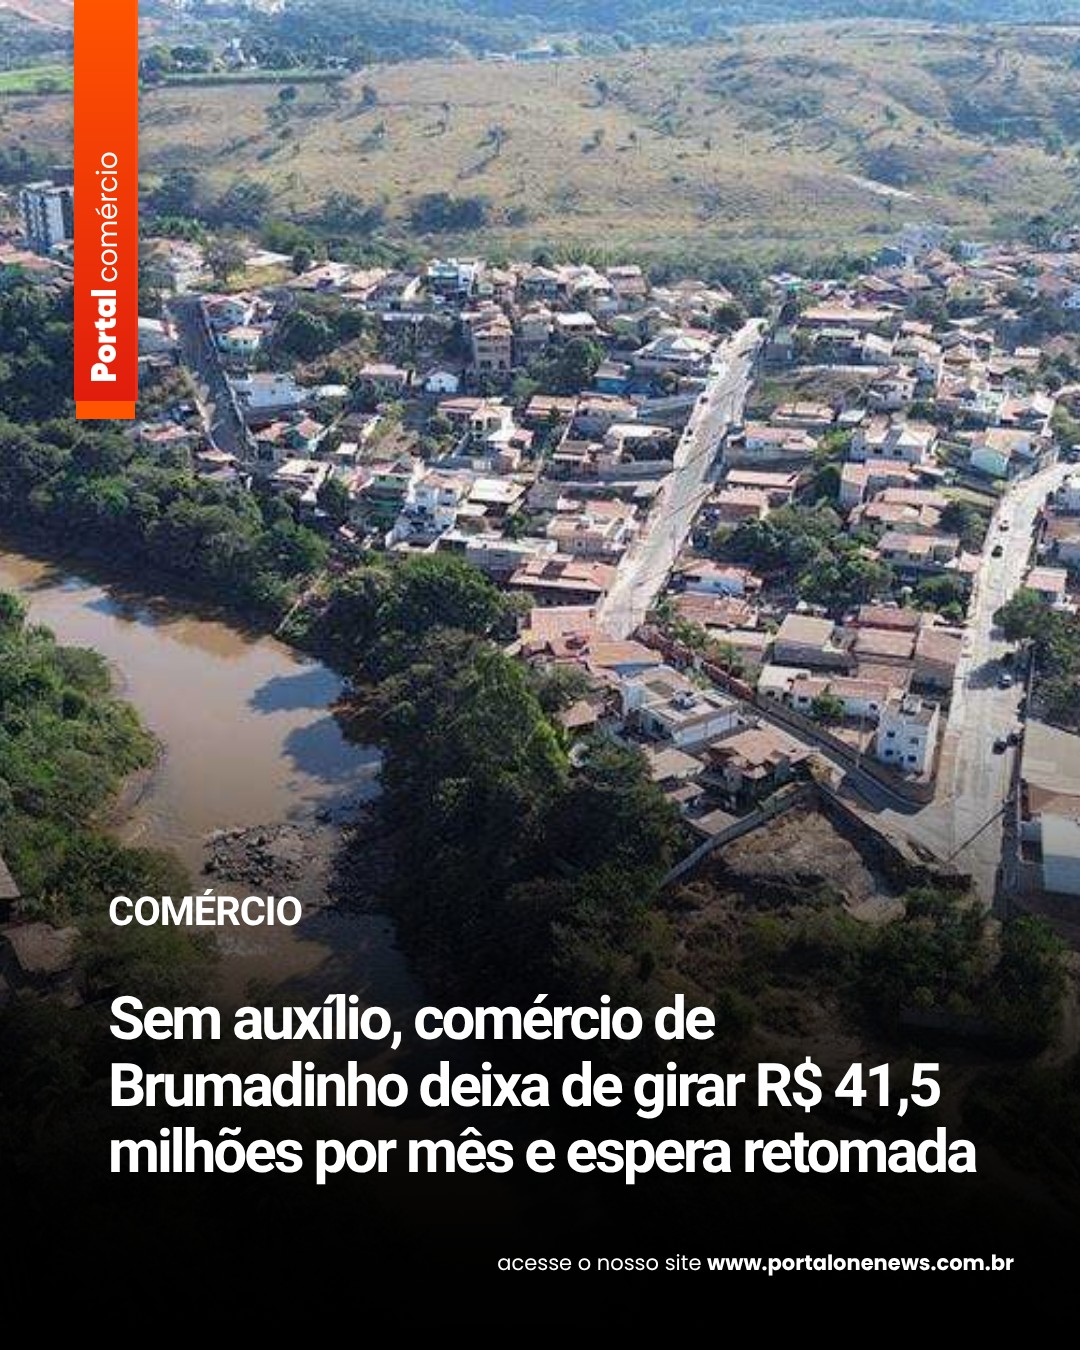 Portal comércio
COMÉRCIO
Sem auxílio, comércio de
Brumadinho deixa de girar R$ 41,5
milhões por mês e espera retomada
acesse o nosso site www.portalonenews.com.br